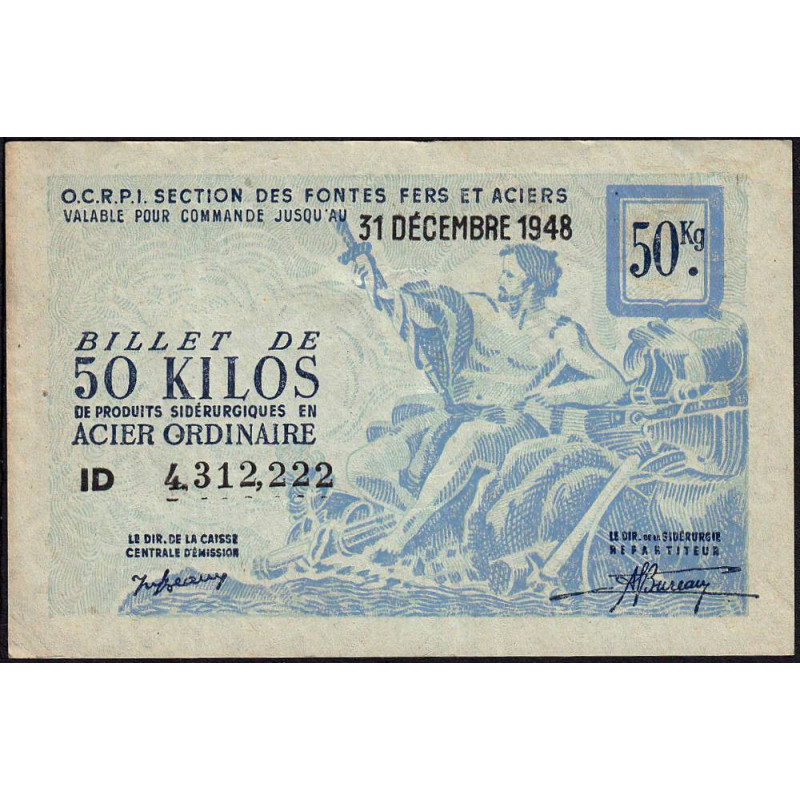 O.C.R.P.I. SECTION DES FONTES FERS ET ACIERS
VALABLE POUR COMMANDE JUSQU'AU 31 DÉCEMBRE 1948
50 Kg.
BILLET DE
50 KILOS
DE PRODUITS SIDÉRURGIQUES EN
ACIER ORDINAIRE
ID 4,312,222
LE DIR. DE LA CAISSE
CENTRALE D'ÉMISSION
LE DIR. DE LA SIDÉRURGIE
RÉPARTITEUR